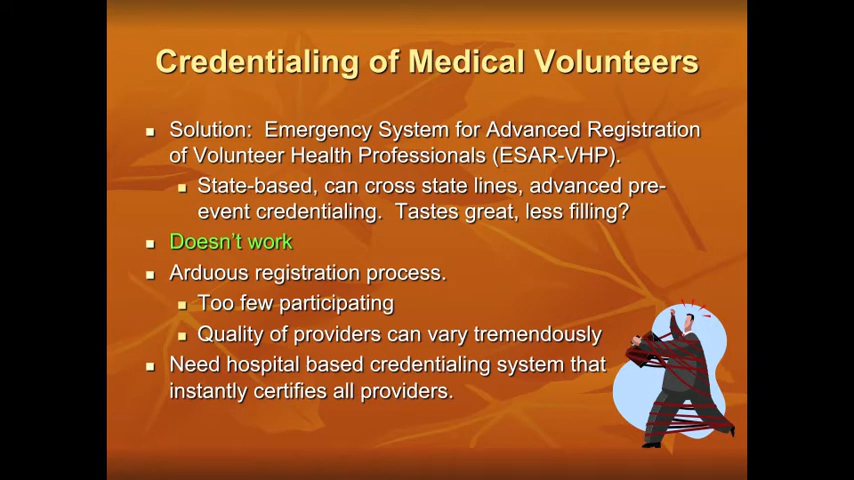 Credentialing of Medical Volunteers
Solution:  Emergency System for Advanced Registration
of Volunteer Health Professionals (ESAR-VHP).
State-based, can cross state lines, advanced pre-
event credentialing.  Tastes great, less filling?
Doesn't work
Arduous registration process.
Too few participating
Quality of providers can vary tremendously
Need hospital based credentialing system that
instantly certifies all providers.